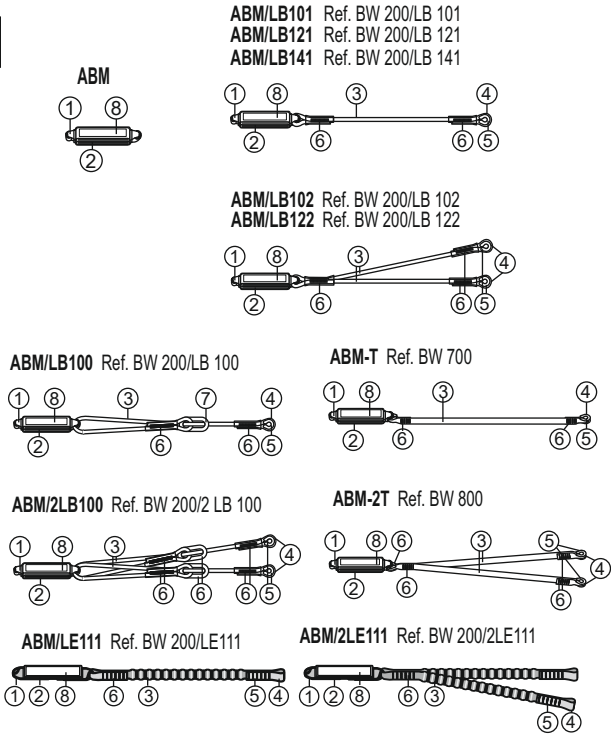 ABM/LB101 Ref. BW 200/LB 101
ABM/LB121 Ref. BW 200/LB 121
ABM/LB141 Ref. BW 200/LB 141
ABM
1 8
2
1 8 3 4
2 6 6 5
ABM/LB102 Ref. BW 200/LB 102
ABM/LB122 Ref. BW 200/LB 122
1 8 3 4
2 6 6 5
ABM/LB100 Ref. BW 200/LB 100
1 8 3 7 4
2 6 6 5
ABM-T Ref. BW 700
1 8 3 4
2 6 6 5
ABM/2LB100 Ref. BW 200/2 LB 100
1 8 3 4
2 6 6 6 5
ABM-2T Ref. BW 800
1 8 6 3 5 4
2 6 6
ABM/LE111 Ref. BW 200/LE111
1 2 8 6 3 5 4
ABM/2LE111 Ref. BW 200/2LE111
1 2 8 6 3 5 4